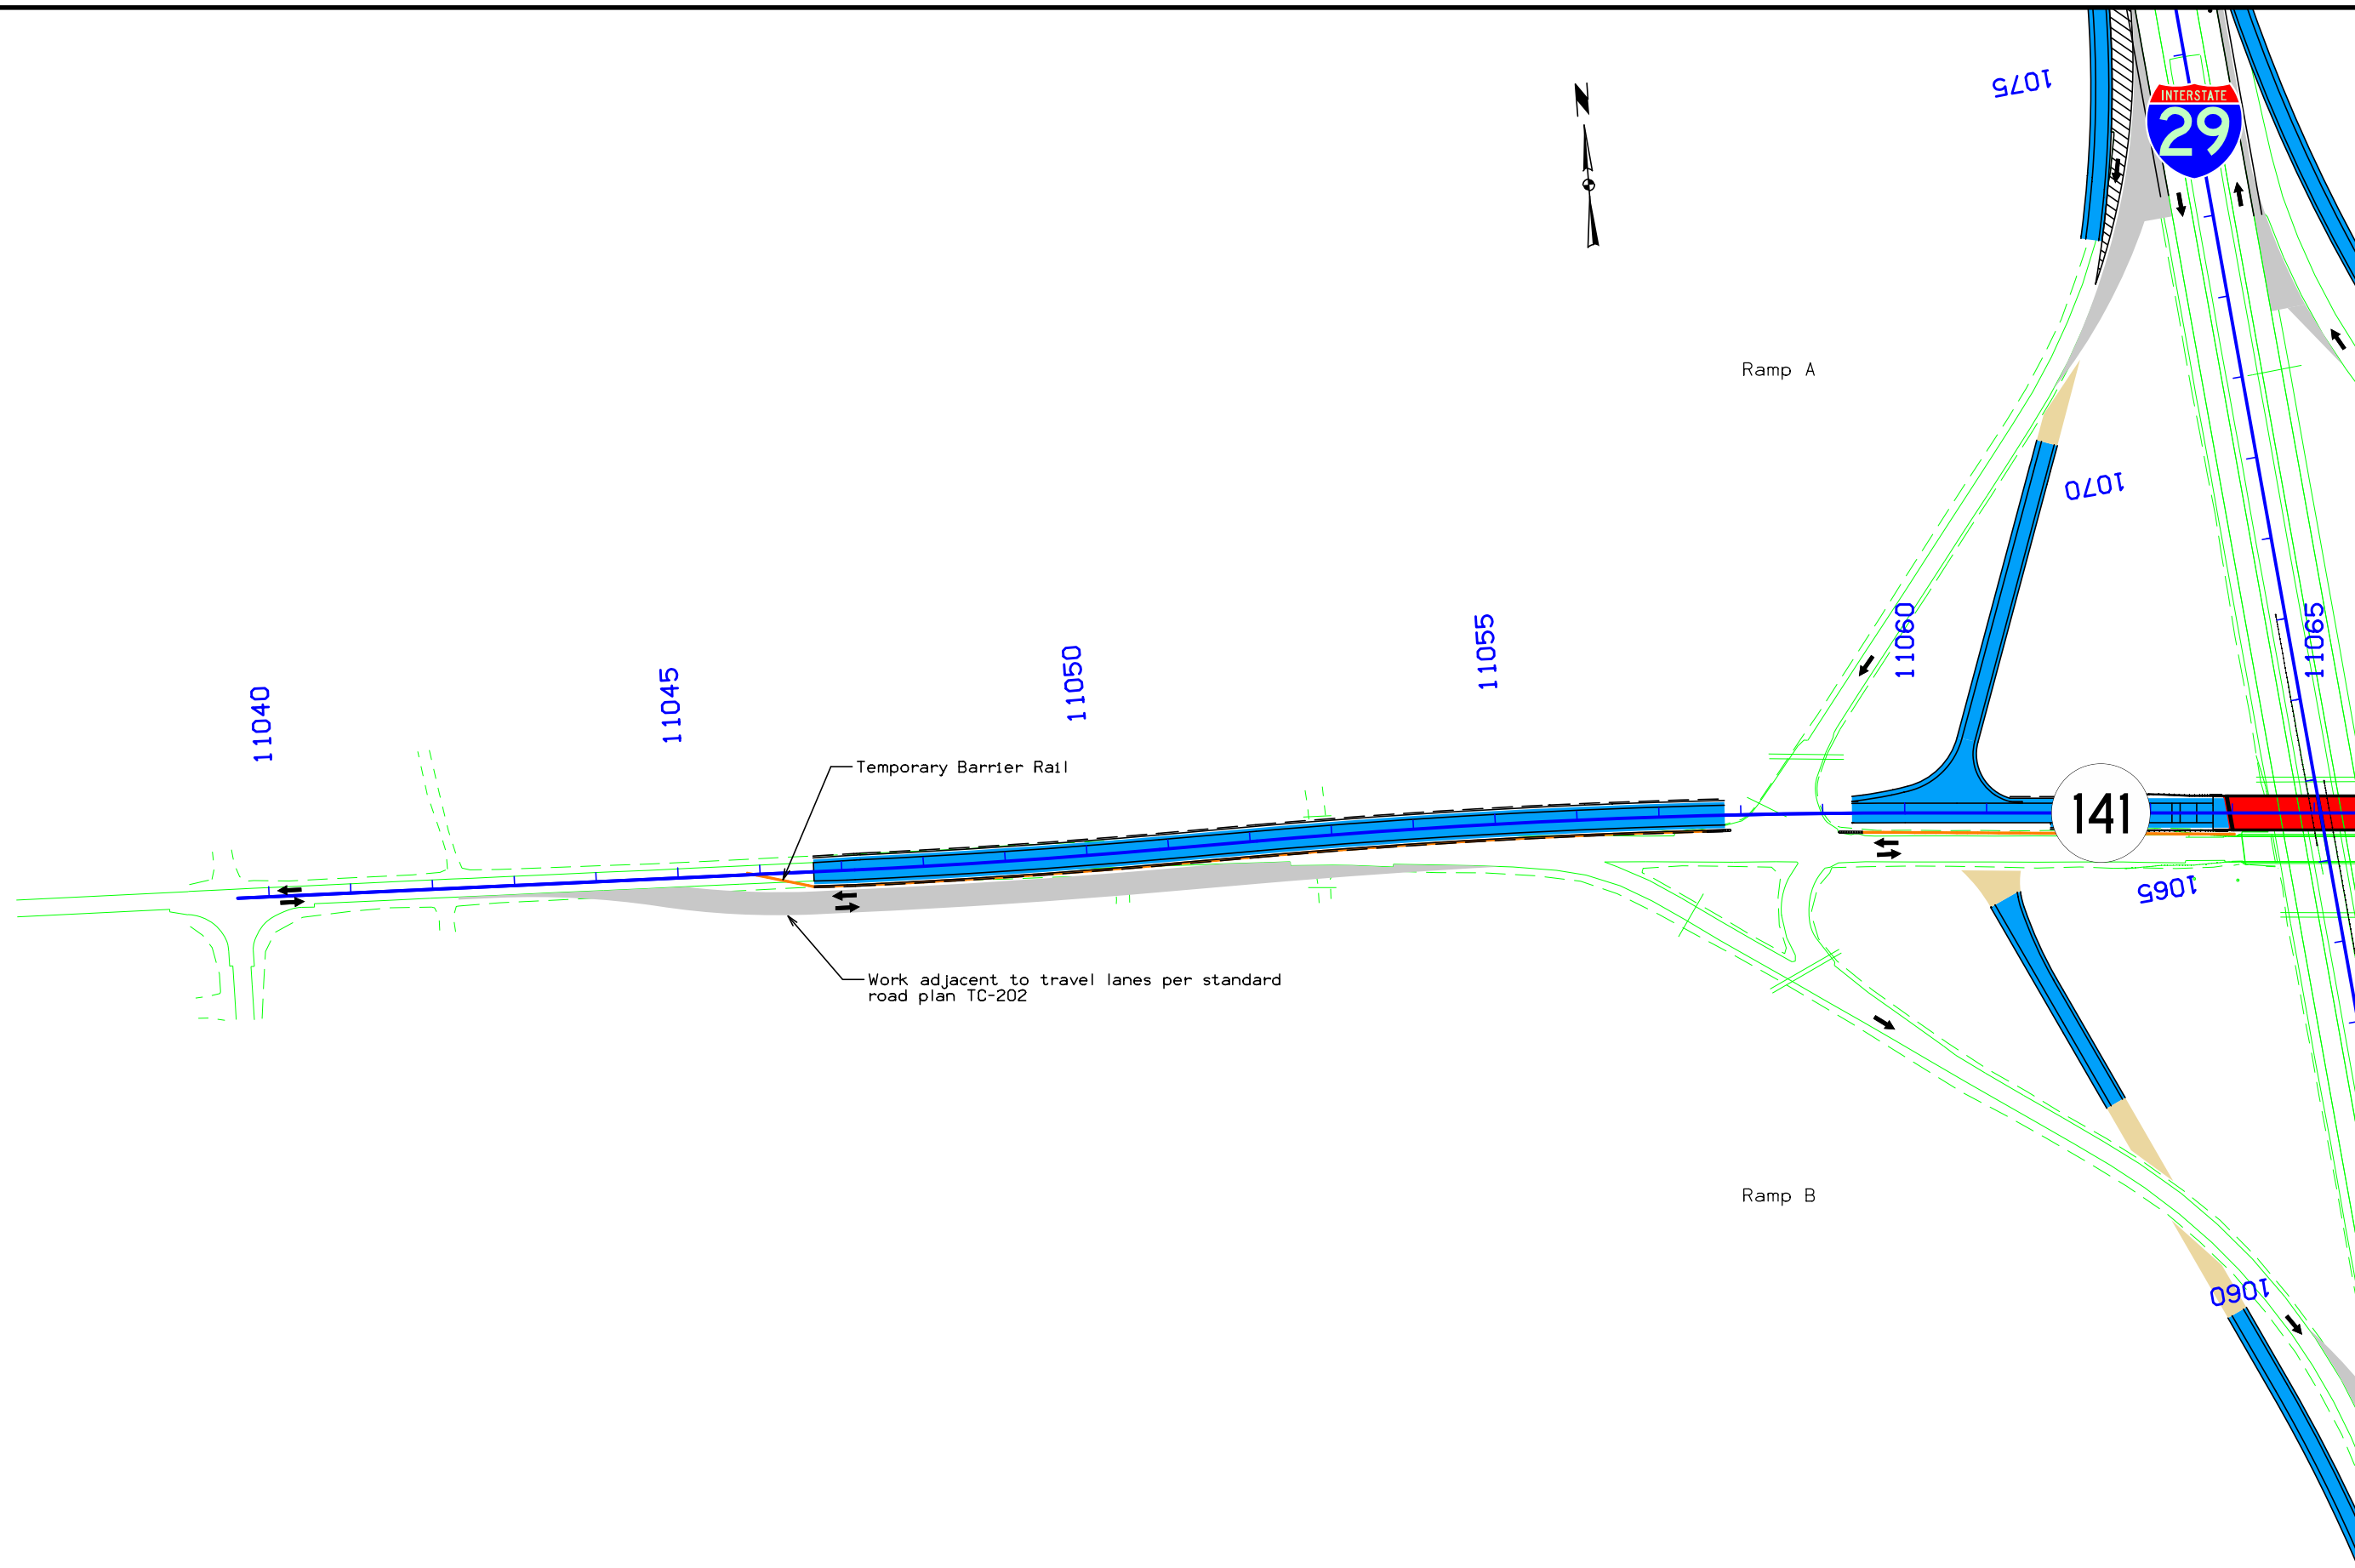 1075
INTERSTATE
29
Ramp A
1070
11065
11060
11055
11050
11045
11040
Temporary Barrier Rail
141
1065
Work adjacent to travel lanes per standard
road plan TC-202
Ramp B
1060
N